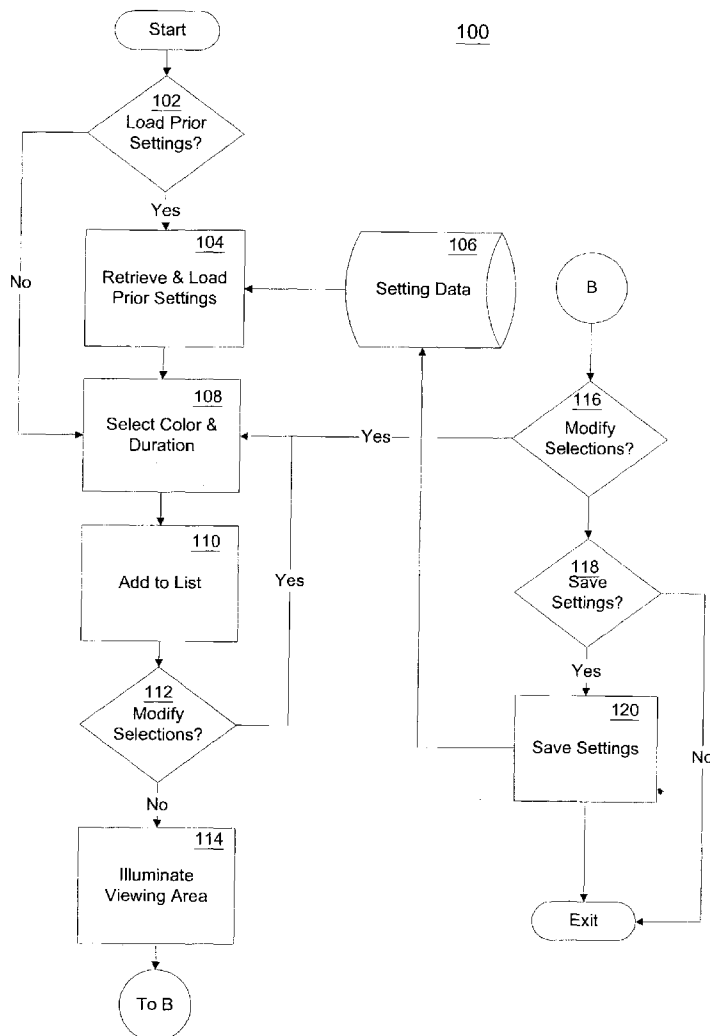 Start
100
102
Load Prior
Settings?
Yes
No
104
Retrieve & Load
Prior Settings
106
Setting Data
B
108
Select Color &
Duration
Yes
116
Modify
Selections?
110
Add to List
Yes
118
Save
Settings?
Yes
No
112
Modify
Selections?
No
120
Save Settings
114
Illuminate
Viewing Area
Exit
To B